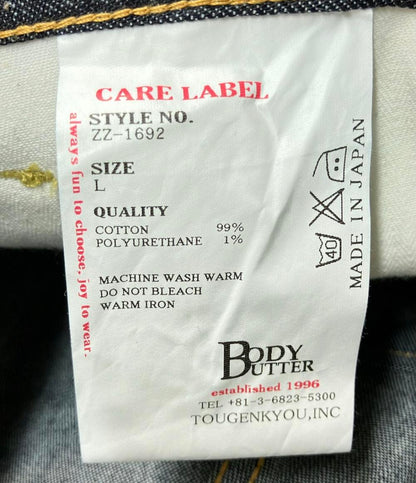 CARE LABEL
STYLE NO.
ZZ-1692
SIZE
L
QUALITY
COTTON 99%
POLYURETHANE 1%
MACHINE WASH WARM
DO NOT BLEACH
WARM IRON
always fun to choose, joy to wear.
40
MADE IN JAPAN
BODY
BUTTER
established 1996
TEL +81-3-6823-5300
TOUGENKYOU,INC